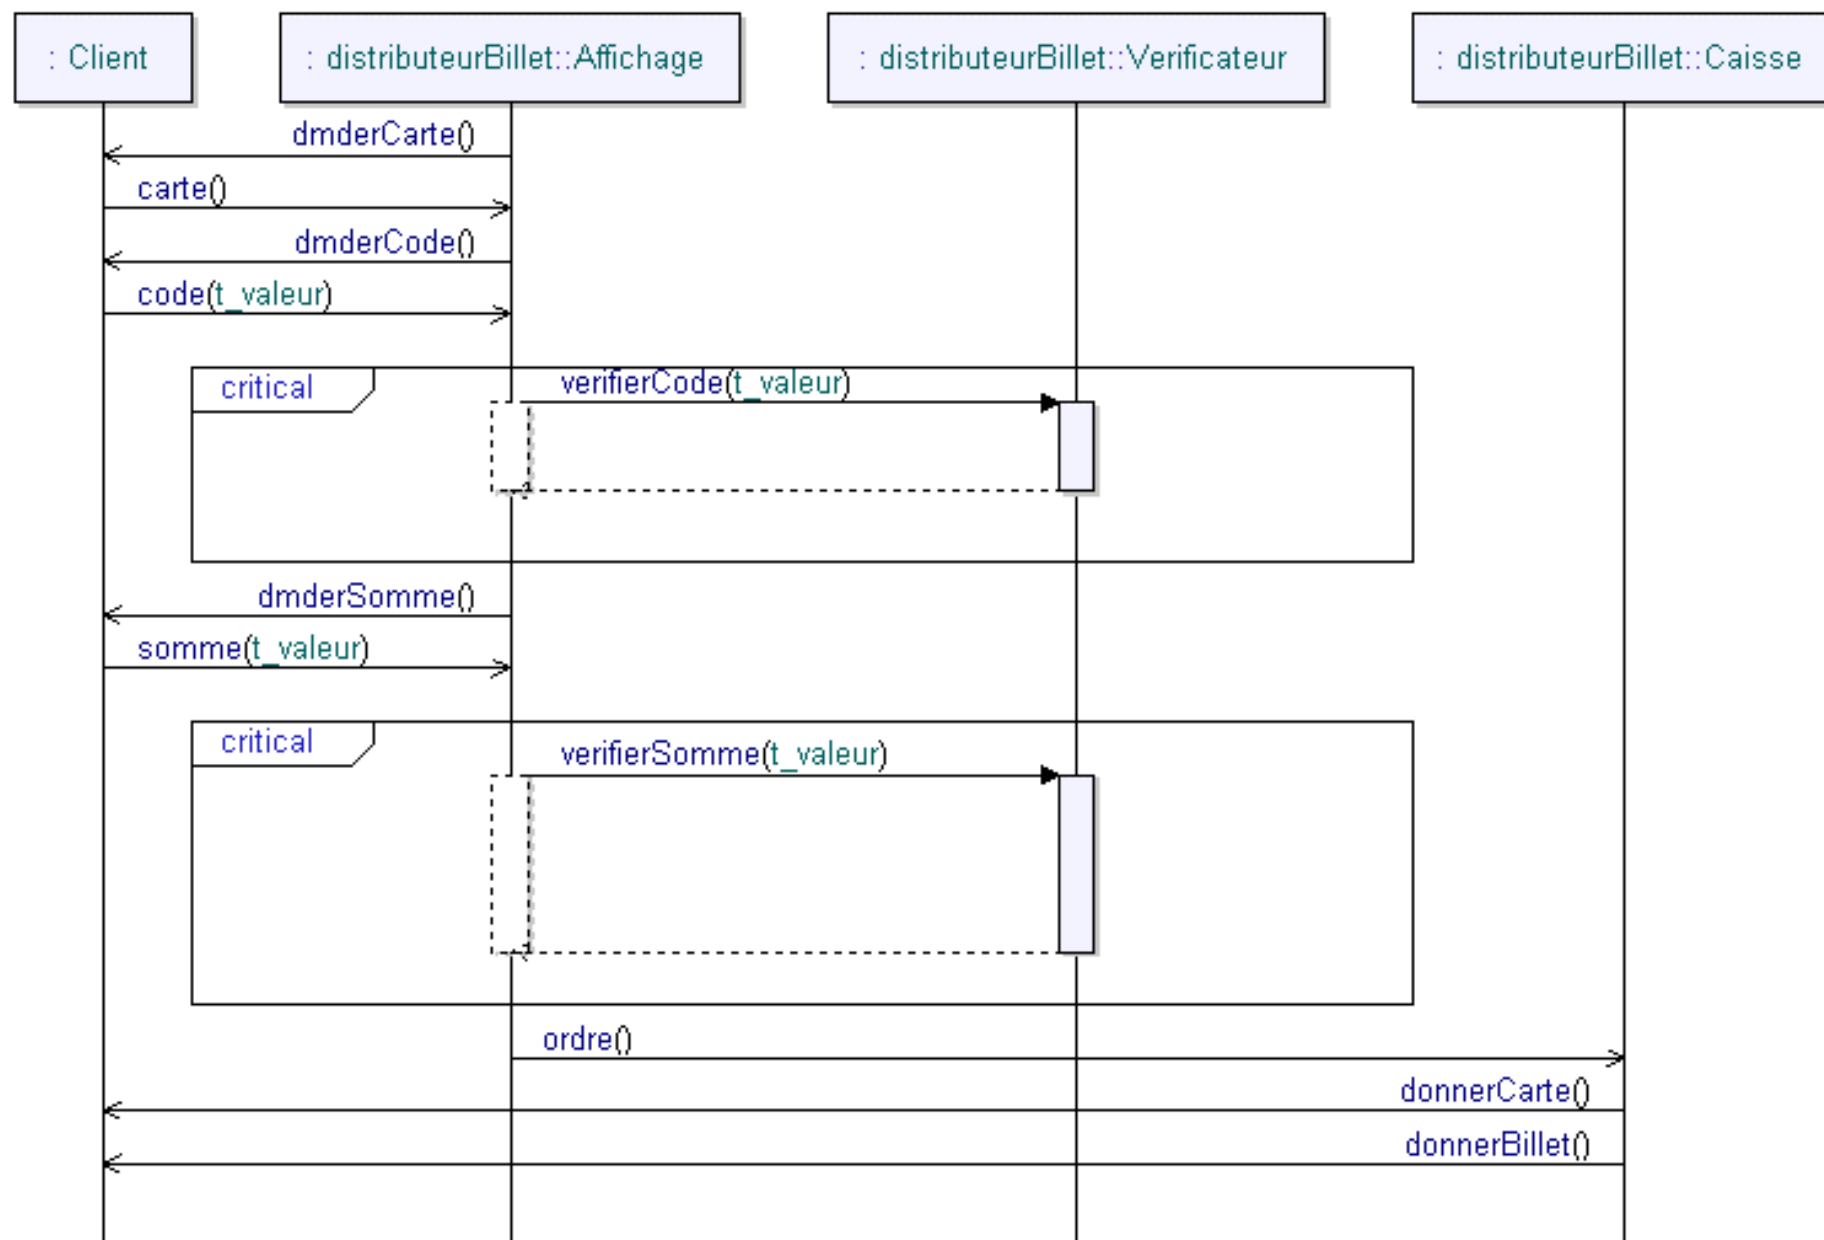 : Client
: distributeurBillet::Affichage
: distributeurBillet::Verificateur
: distributeurBillet::Caisse
dmderCarte()
carte()
dmderCode()
code(t_valeur)
critical
verifierCode(t_valeur)
dmderSomme()
somme(t_valeur)
critical
verifierSomme(t_valeur)
ordre()
donnerCarte()
donnerBillet()